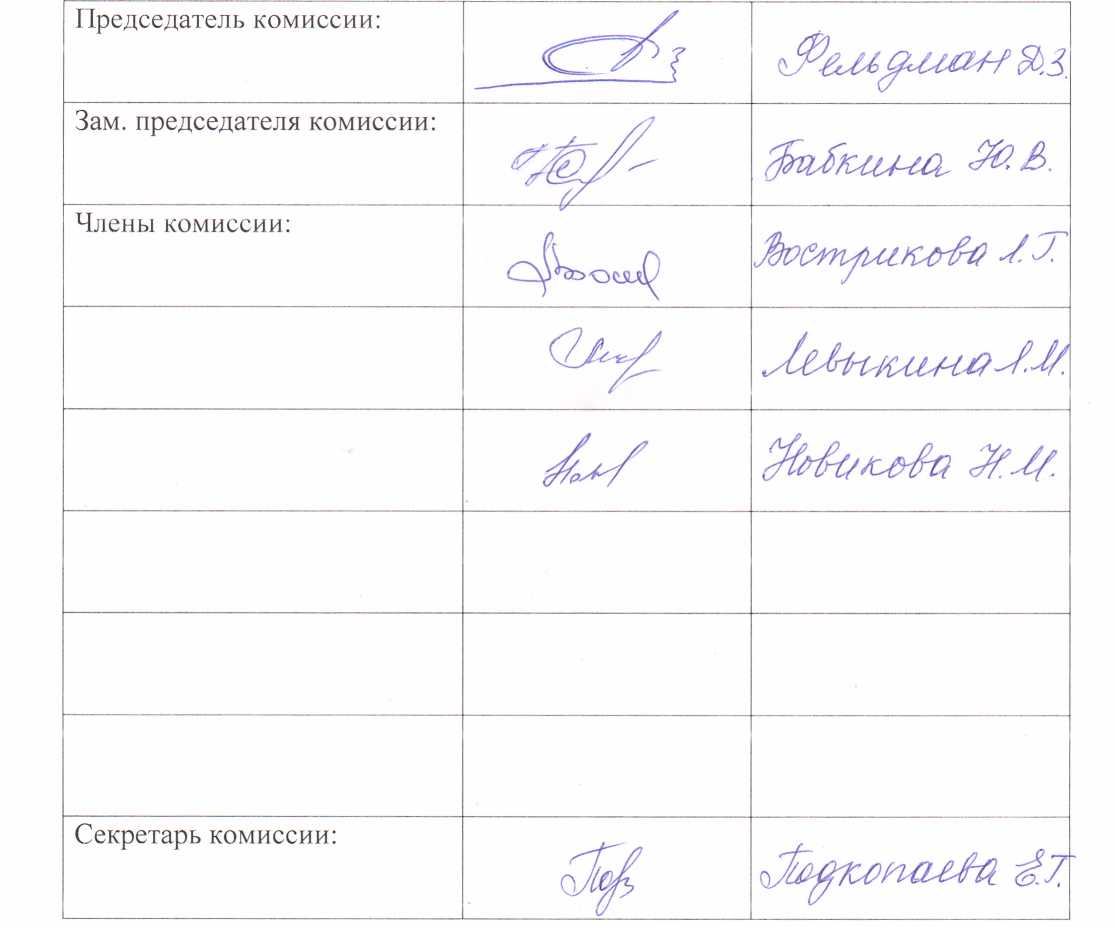 Председатель комиссии: Фельдман Д.З.
Зам. председателя комиссии: Бабкина Ю. В.
Члены комиссии: Вострикова Л. Г.
Левыкина Л.М.
Новикова Н. М.
Секретарь комиссии: Подкопаева Е.Г.